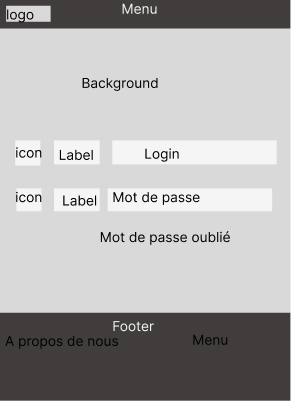 logo
Menu
Background
icon Label Login
icon Label Mot de passe
Mot de passe oublié
Footer
A propos de nous
Menu